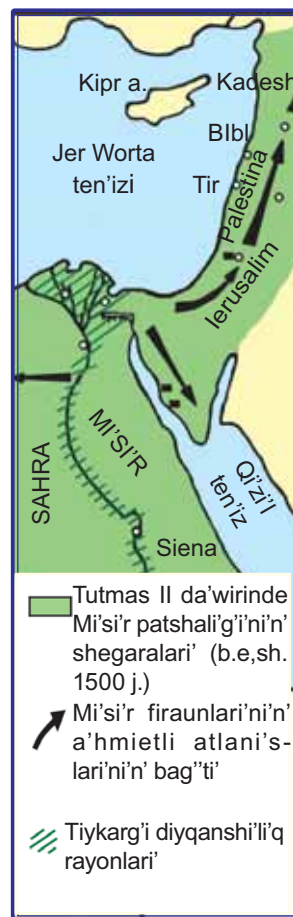 Kipr a.
Kadesh
BIbl
Jer Worta
ten'izi
Tir
Palestina
Ierusalim
MI'SI'R
SAHRA
Qi'zi'l
ten'iz
Siena
Tutmas II da'wirinde
Mi'si'r patshali'g'i'ni'n'
shegaralari' (b.e,sh.
1500 j.)
Mi'si'r firaunlari'ni'n'
a'hmietli atlani's-
lari'ni'n' bag''ti'
Tiykarg'i diyqanshi'li'q
rayonlari'